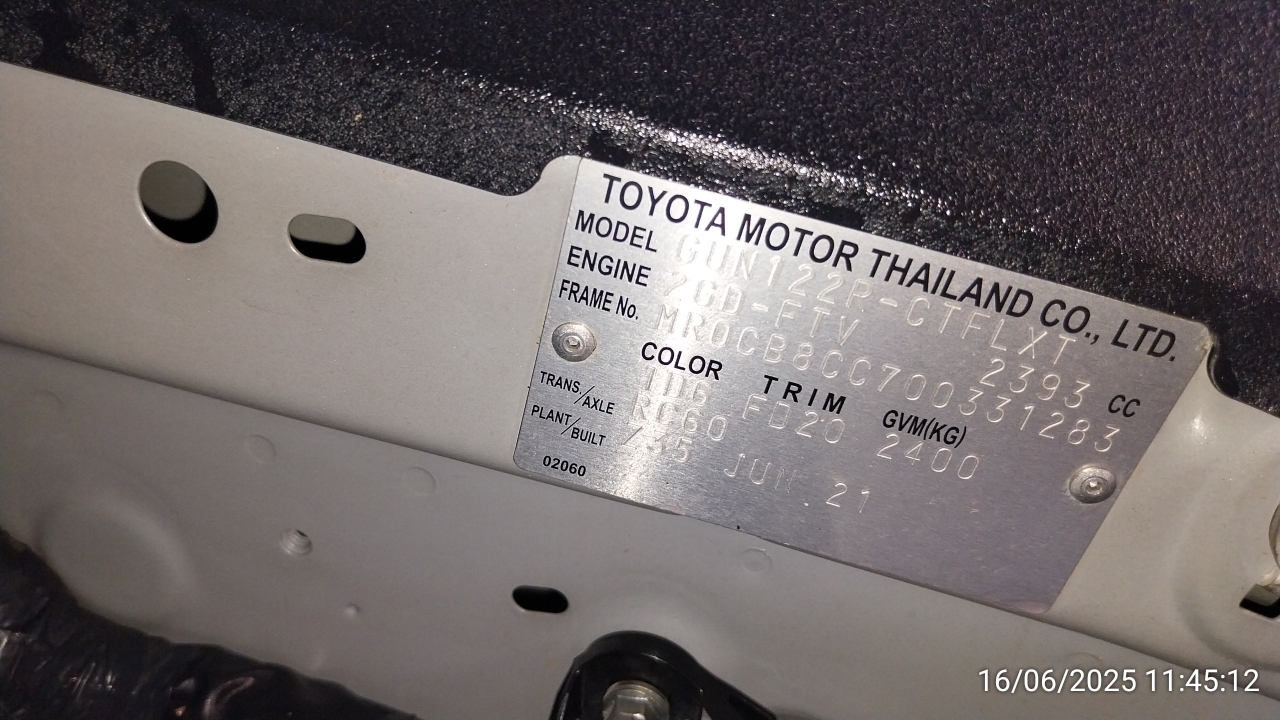 TOYOTA MOTOR THAILAND CO., LTD.
MODEL GUN122R-CTFLXT
ENGINE 2GD-FTV 2393 CC
FRAME No. MR0CB8CC700331283
COLOR TRIM GVM(KG)
FD20 2400
TRANS/AXLE RC60
PLANT/BUILT /S5 JUN. 21
02060
16/06/2025 11:45:12